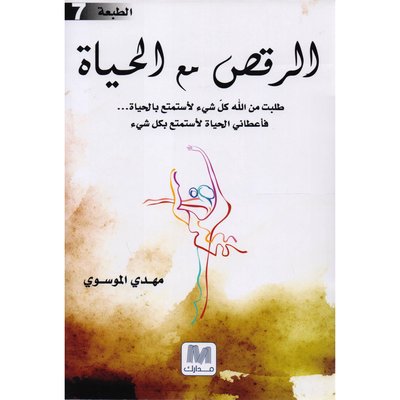 الطبعة 7
الرقص مع الحياة
طلبت من الله كلّ شيء لأستمتع بالحياة...
فأعطاني الحياة لأستمتع بكل شيء
مهدي الموسوي
M
مدارك